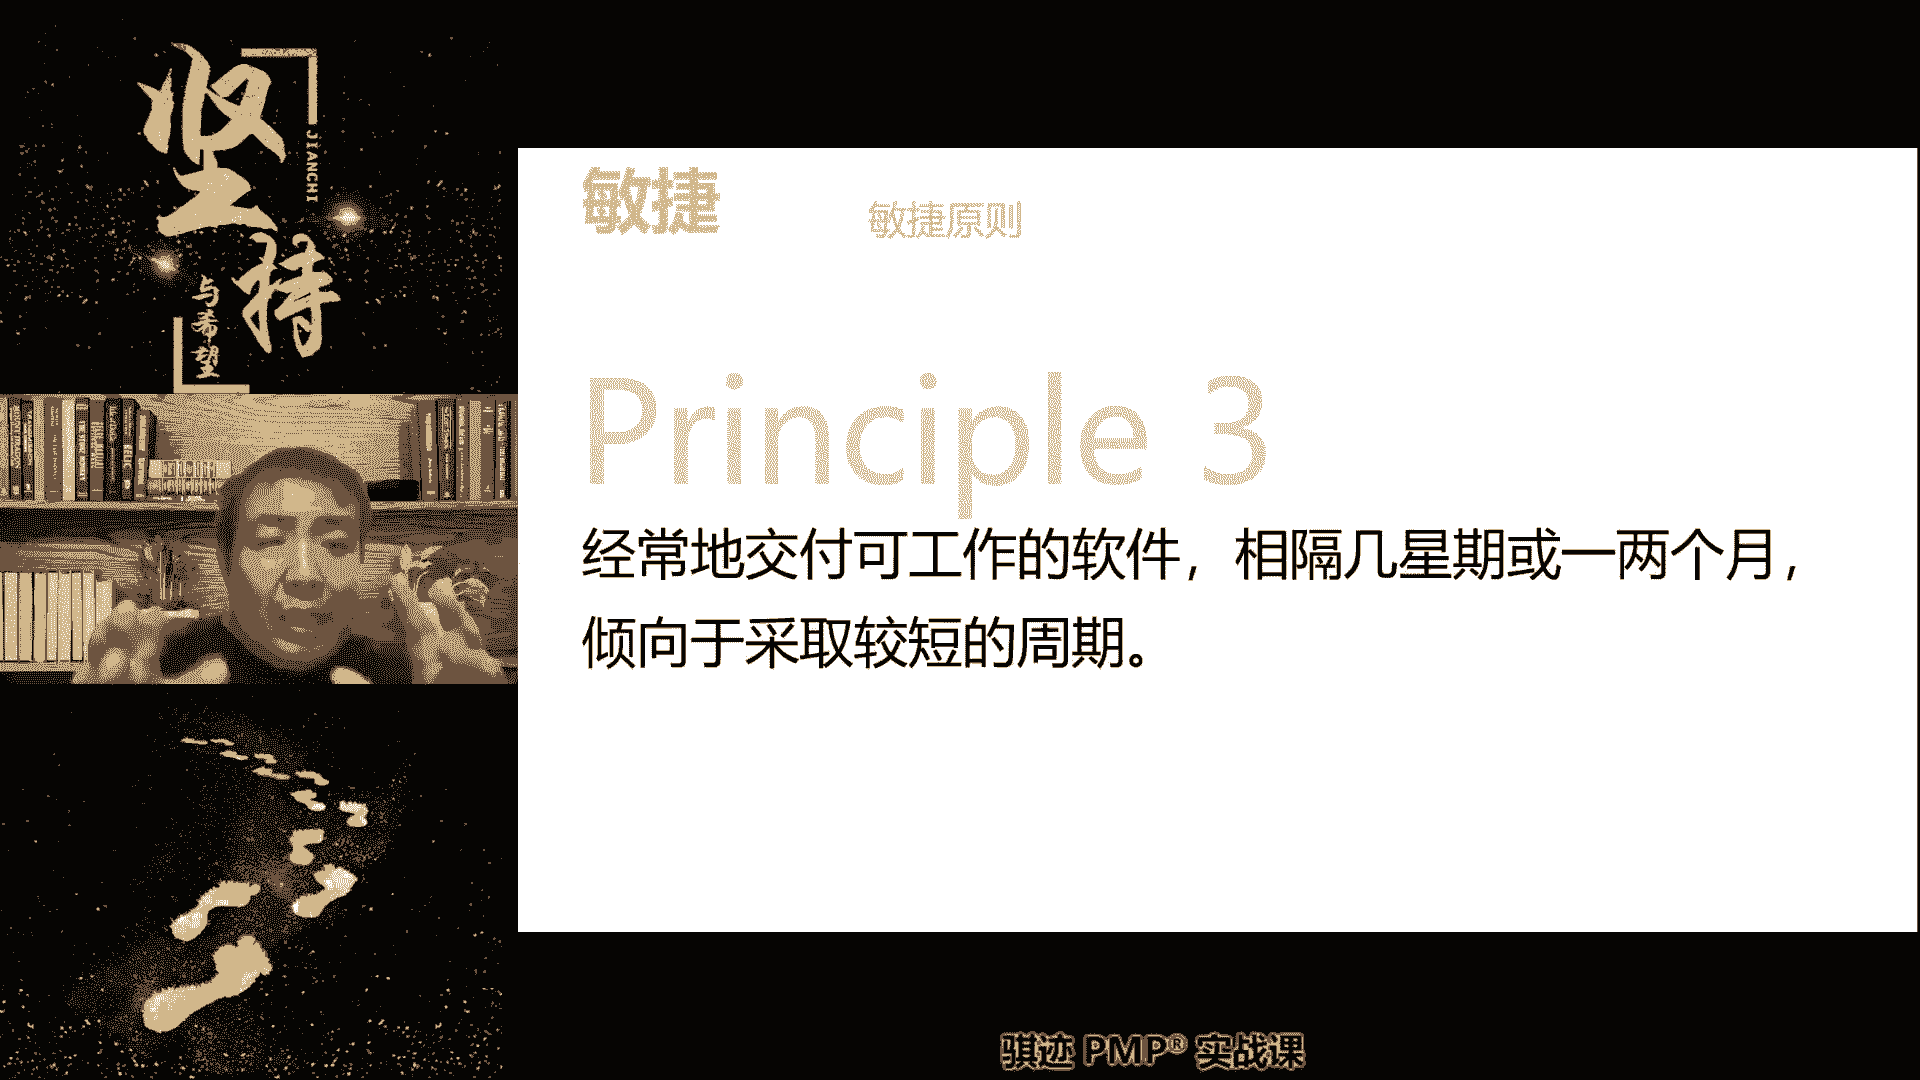 坚持
JIANCHI
与希望
敏捷
敏捷原则
Principle 3
经常地交付可工作的软件，相隔几星期或一两个月，
倾向于采取较短的周期。
骐迹 PMP® 实战课